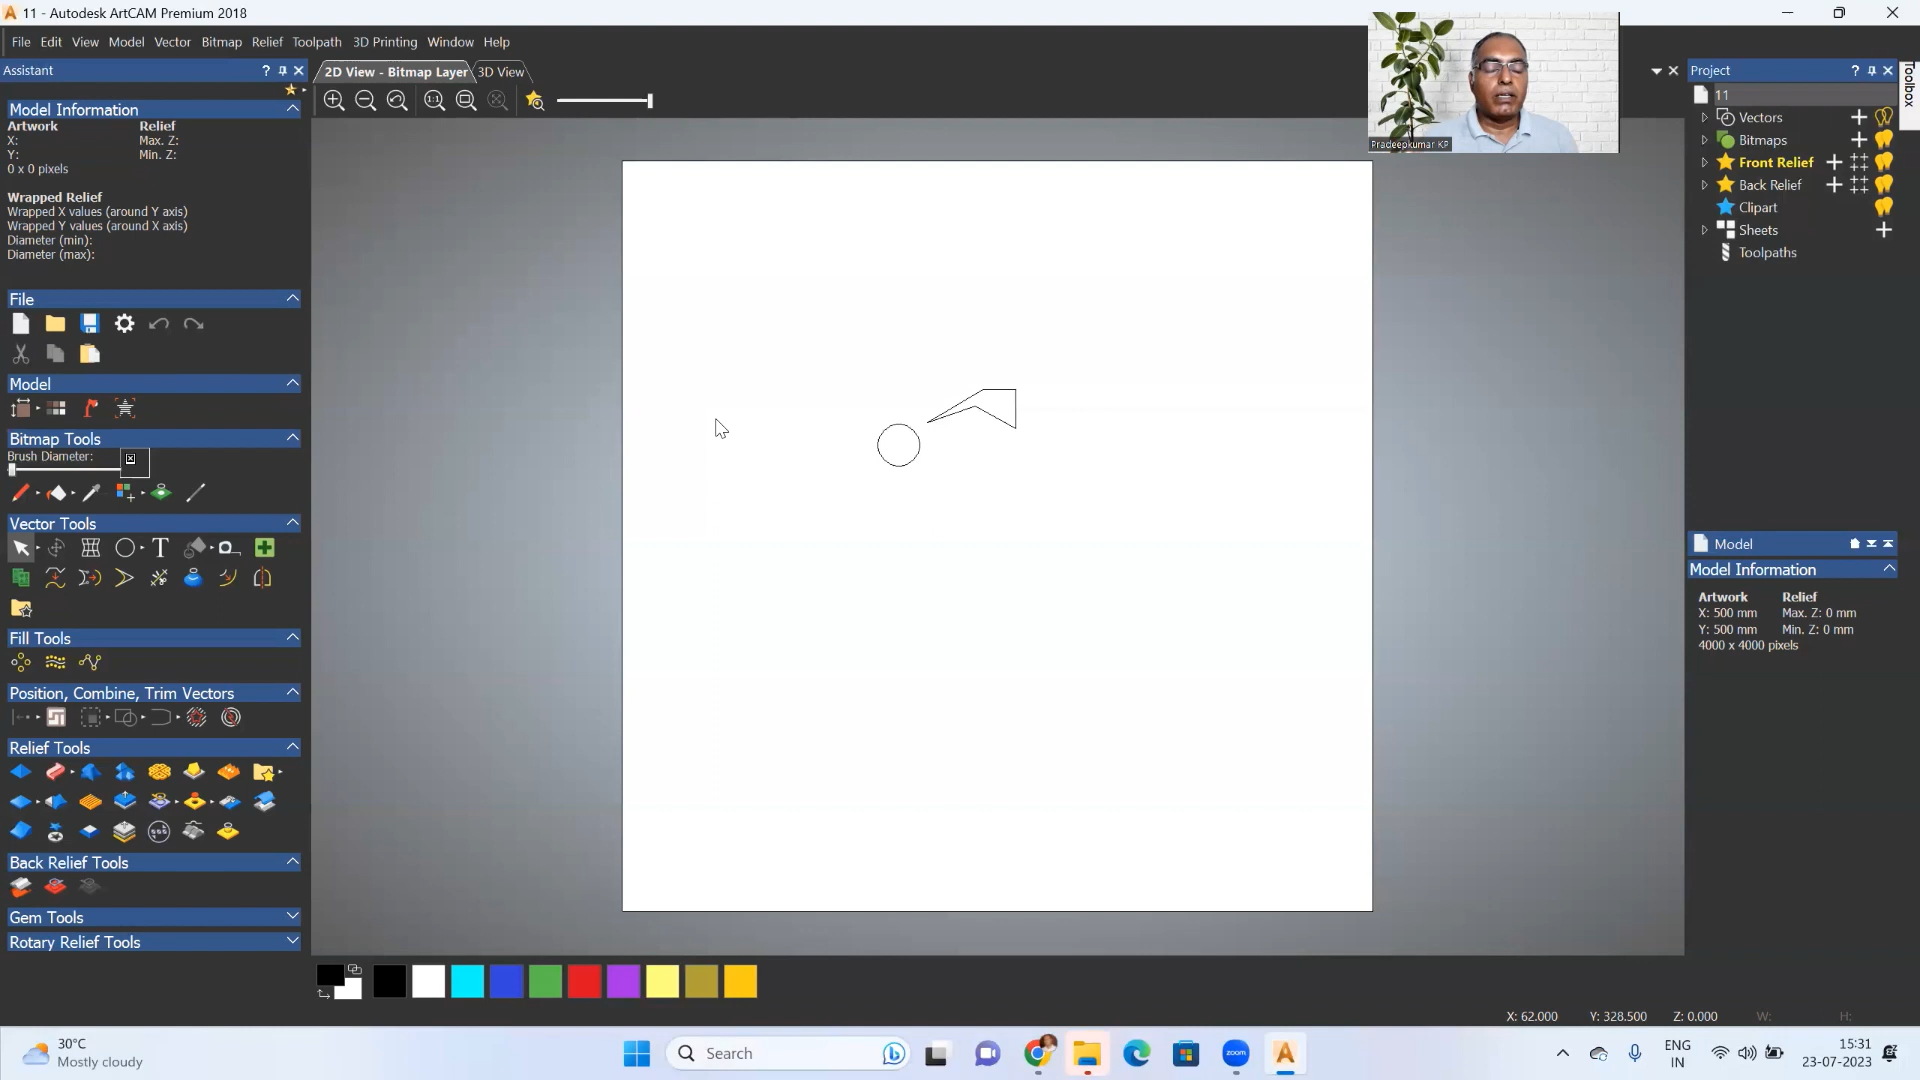 11 - Autodesk ArtCAM Premium 2018
File Edit View Model Vector Bitmap Relief Toolpath 3D Printing Window Help
Assistant ?
2D View - Bitmap Layer 3D View
Model Information
Artwork Relief
X: Max. Z:
Y: Min. Z:
0 x 0 pixels
Wrapped Relief
Wrapped X values (around Y axis)
Wrapped Y values (around X axis)
Diameter (min):
Diameter (max):
File
Model
Bitmap Tools
Brush Diameter:
Vector Tools
T
Fill Tools
Position, Combine, Trim Vectors
Relief Tools
Back Relief Tools
Gem Tools
Rotary Relief Tools
1:1
Pradeepkumar KP
Project ?
Toolbox
11
Vectors
Bitmaps
Front Relief
Back Relief
Clipart
Sheets
Toolpaths
Model
Model Information
Artwork Relief
X: 500 mm Max. Z: 0 mm
Y: 500 mm Min. Z: 0 mm
4000 x 4000 pixels
X: 62.000 Y: 328.500 Z: 0.000 W: H:
30°C
Mostly cloudy
Search
zoom
ENG
IN
15:31
23-07-2023